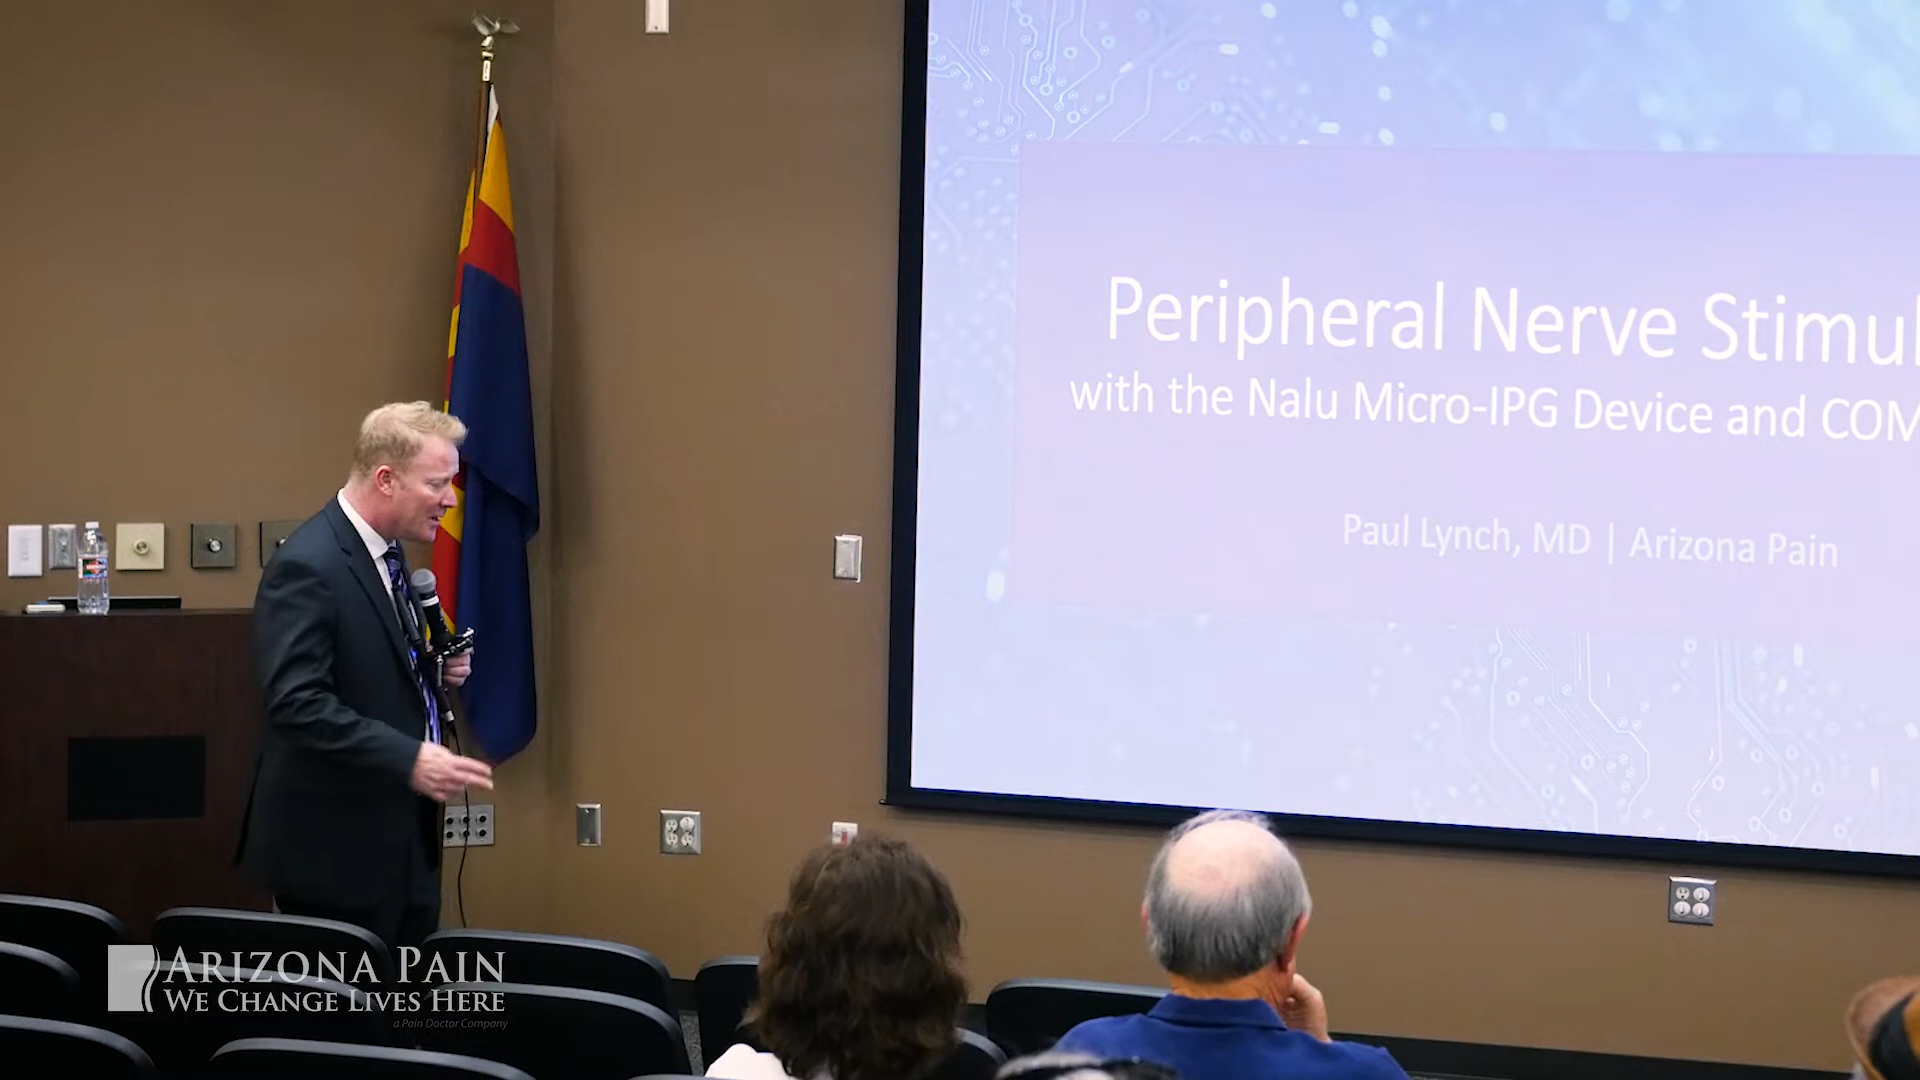 Peripheral Nerve Stimul
with the Nalu Micro-IPG Device and COM
Paul Lynch, MD | Arizona Pain
ARIZONA PAIN
WE CHANGE LIVES HERE
a Pain Doctor Company